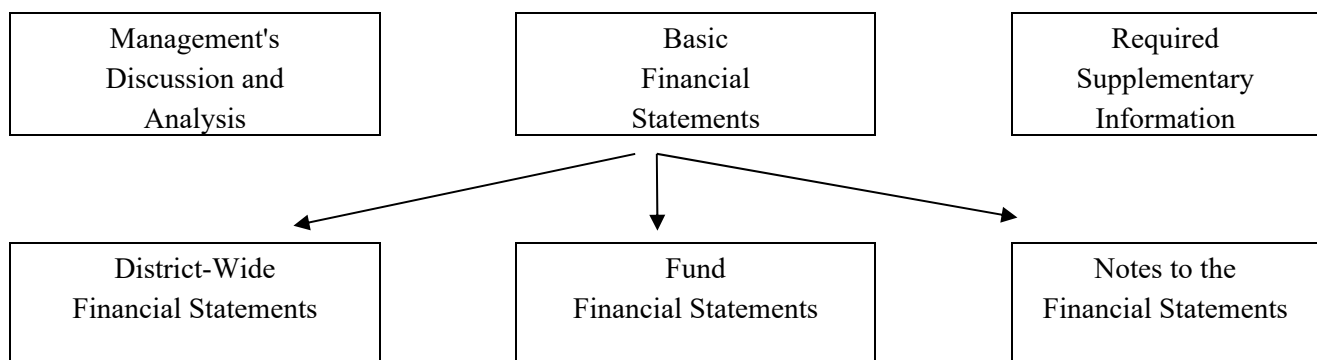 Management's
Discussion and
Analysis
Basic
Financial
Statements
Required
Supplementary
Information
District-Wide
Financial Statements
Fund
Financial Statements
Notes to the
Financial Statements